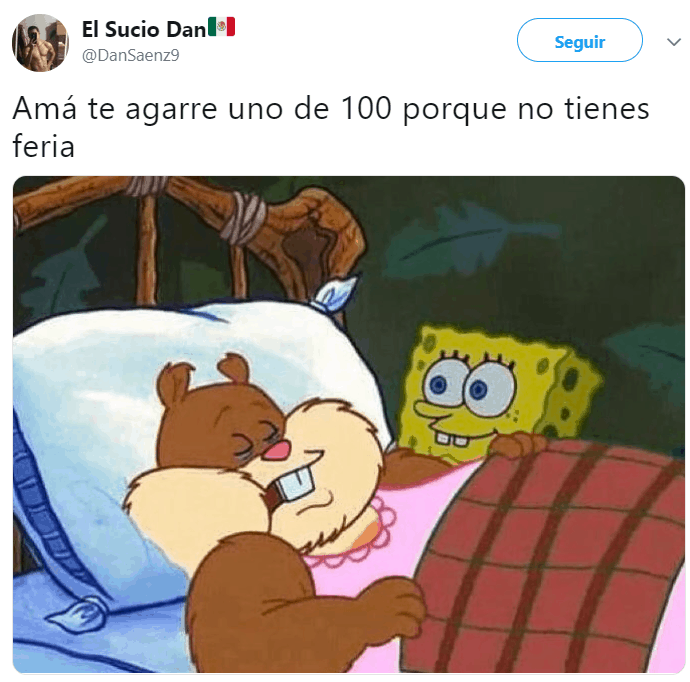 El Sucio Dan🇲🇽
@DanSaenz9
Seguir
Amá te agarre uno de 100 porque no tienes
feria